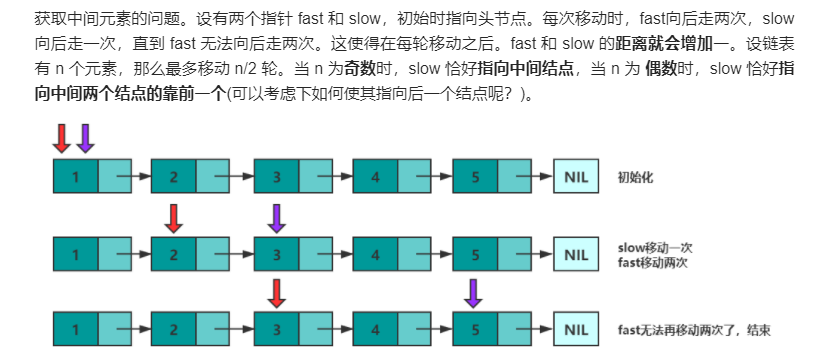 获取中间元素的问题。设有两个指针 fast 和 slow，初始时指向头节点。每次移动时，fast向后走两次，slow
向后走一次，直到 fast 无法向后走两次。这使得在每轮移动之后。fast 和 slow 的距离就会增加一。设链表
有 n 个元素，那么最多移动 n/2 轮。当 n 为奇数时，slow 恰好指向中间结点，当 n 为 偶数时，slow 恰好指
向中间两个结点的靠前一个(可以考虑下如何使其指向后一个结点呢？)。
1 2 3 4 5 NIL 初始化
1 2 3 4 5 NIL slow移动一次
fast移动两次
1 2 3 4 5 NIL fast无法再移动两次了，结束